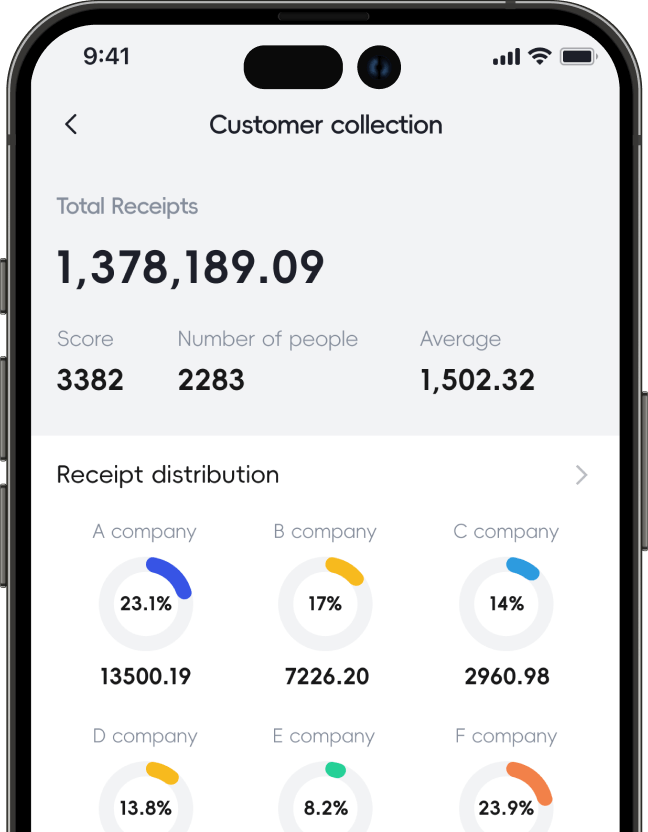 9:41
Customer collection
Total Receipts
1,378,189.09
Score Number of people Average
3382 2283 1,502.32
Receipt distribution
A company B company C company
23.1% 17% 14%
13500.19 7226.20 2960.98
D company E company F company
13.8% 8.2% 23.9%